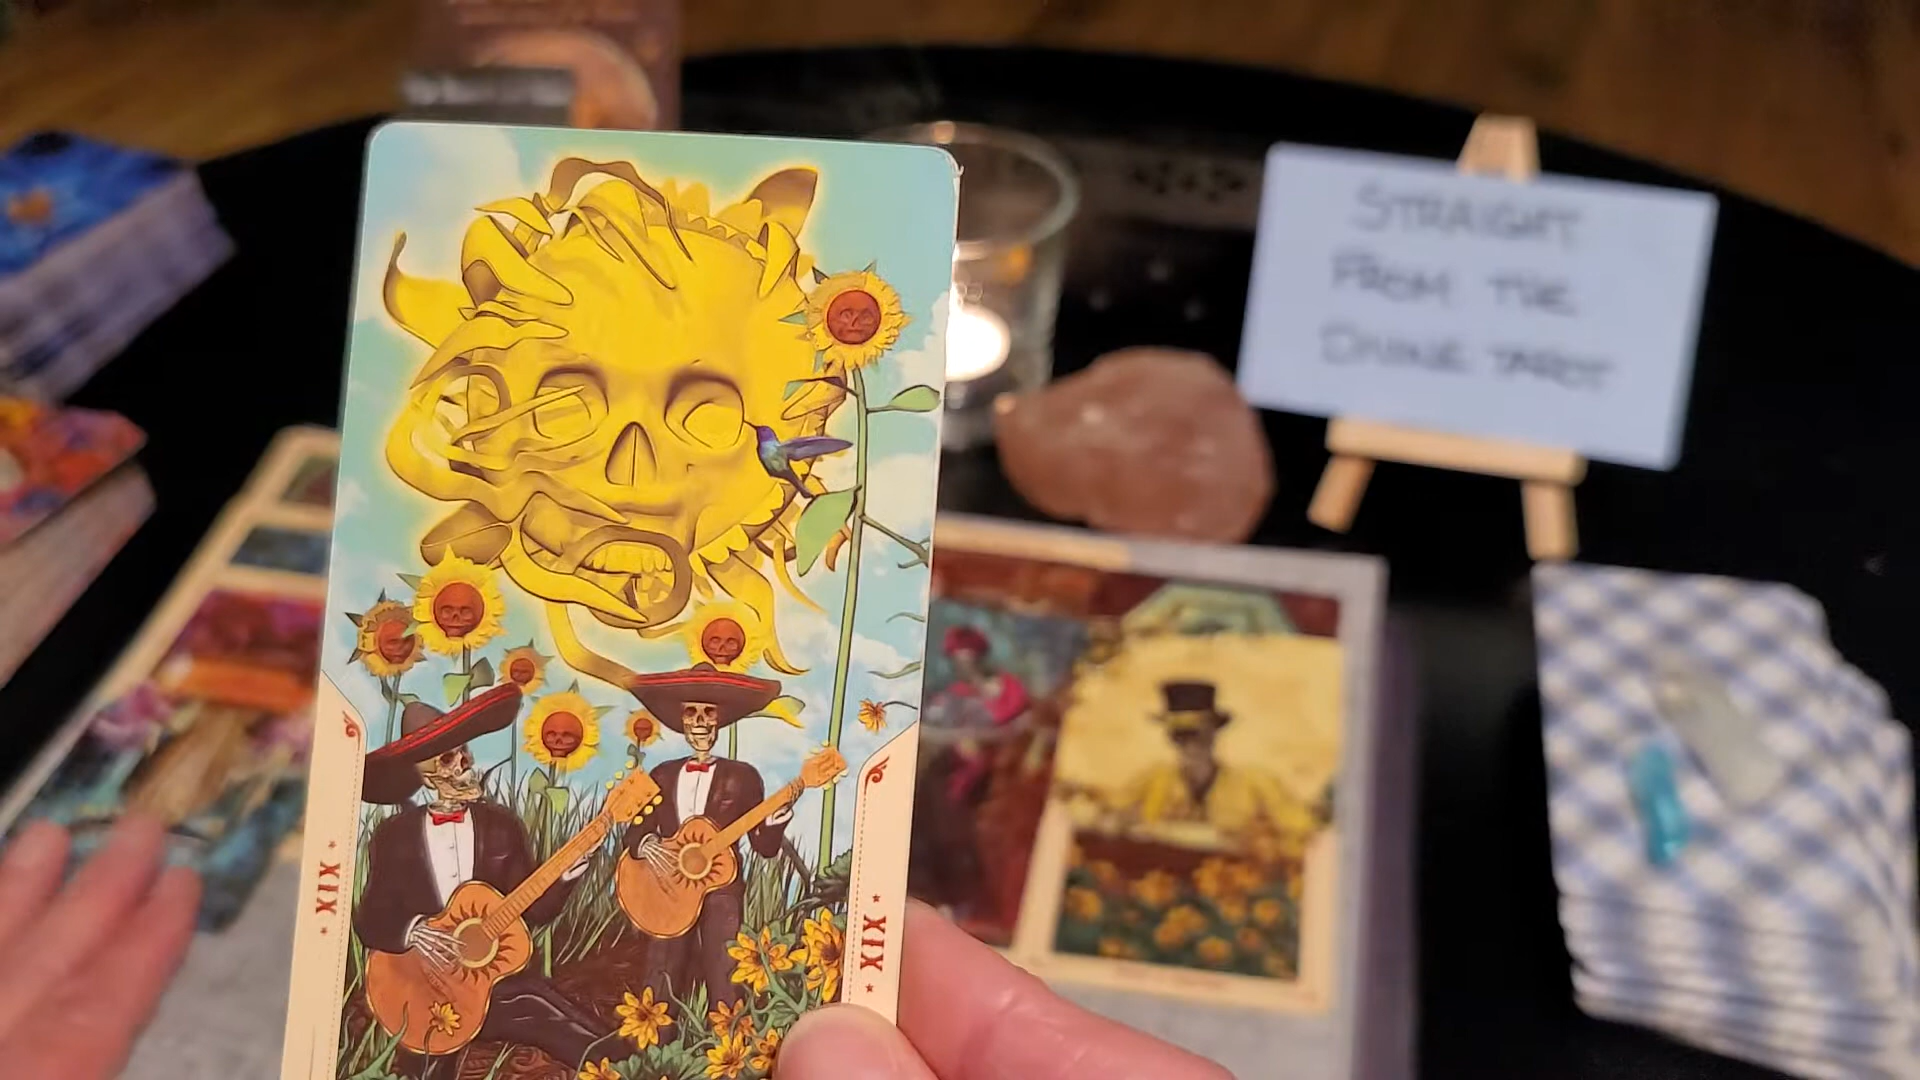 STRAIGHT
FROM THE
DIVINE TAROT
XIX
XIX